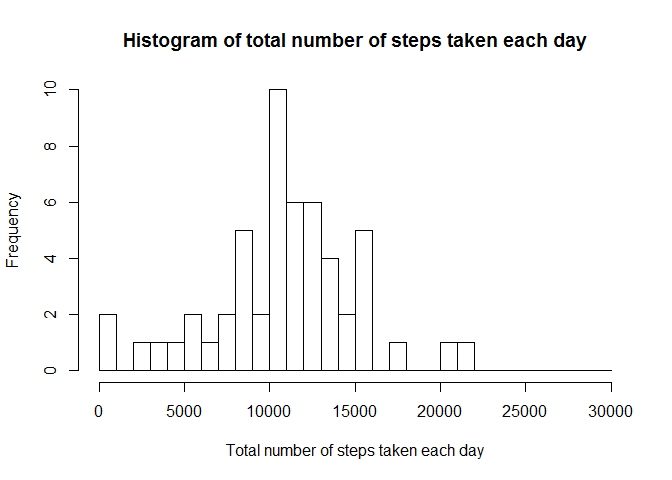 Histogram of total number of steps taken each day
Frequency
10
8
6
4
2
0
0 5000 10000 15000 20000 25000 30000
Total number of steps taken each day